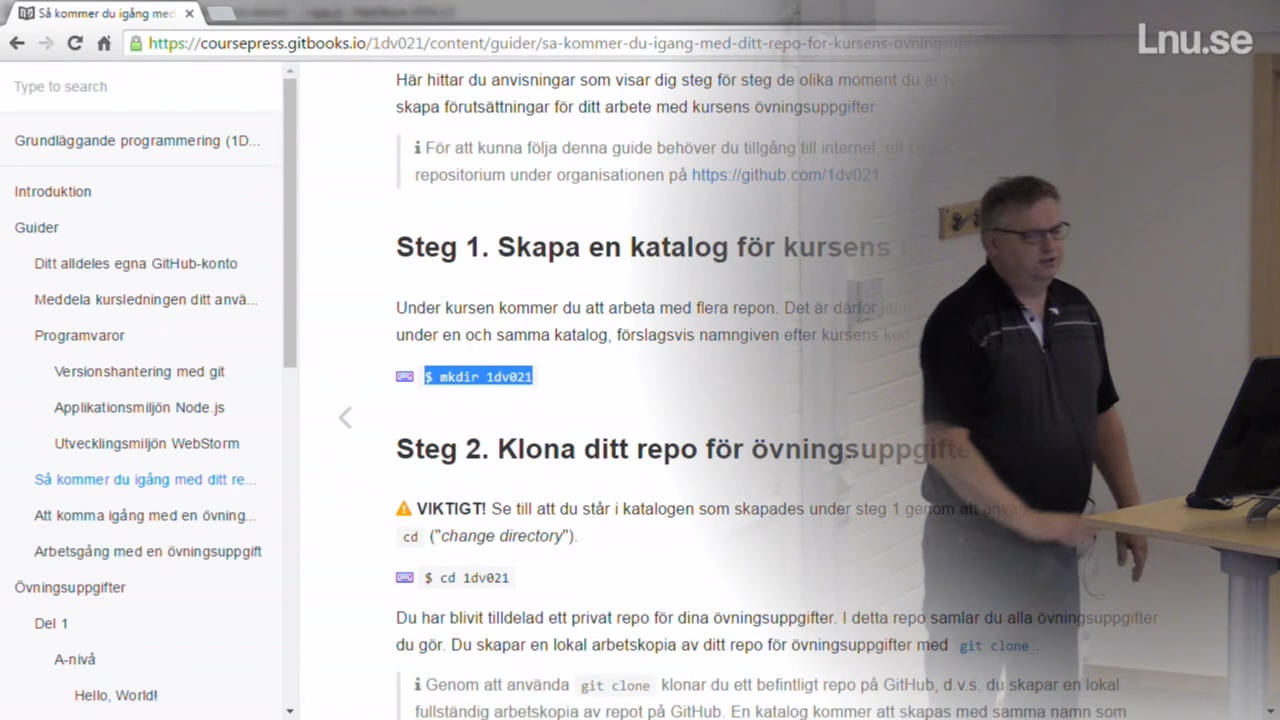 Så kommer du igång med
https://coursepress.gitbooks.io/1dv021/content/guider/sa-kommer-du-igang-med-ditt-repo-for-kursens-ovningsupp
Lnu.se
Type to search
Grundläggande programmering (1D...
Introduktion
Guider
Ditt alldeles egna GitHub-konto
Meddela kursledningen ditt anvä...
Programvaror
Versionshantering med git
Applikationsmiljön Node.js
Utvecklingsmiljön WebStorm
Så kommer du igång med ditt re...
Att komma igång med en övning...
Arbetsgång med en övningsuppgift
Övningsuppgifter
Del 1
A-nivå
Hello, World!
Här hittar du anvisningar som visar dig steg för steg de olika moment du är
skapa förutsättningar för ditt arbete med kursens övningsuppgifter.
För att kunna följa denna guide behöver du tillgång till internet, ett
repositorium under organisationen på https://github.com/1dv021
Steg 1. Skapa en katalog för kursens
Under kursen kommer du att arbeta med flera repon. Det är därför
under en och samma katalog, förslagsvis namngiven efter kursens kod
$ mkdir 1dv021
Steg 2. Klona ditt repo för övningsuppgifte
VIKTIGT! Se till att du står i katalogen som skapades under steg 1 genom att
cd ("change directory").
$ cd 1dv021
Du har blivit tilldelad ett privat repo för dina övningsuppgifter. I detta repo samlar du alla övningsuppgifter
du gör. Du skapar en lokal arbetskopia av ditt repo för övningsuppgifter med git clone .
Genom att använda git clone klonar du ett befintligt repo på GitHub, d.v.s. du skapar en lokal
fullständig arbetskopia av repot på GitHub. En katalog kommer att skapas med samma namn som